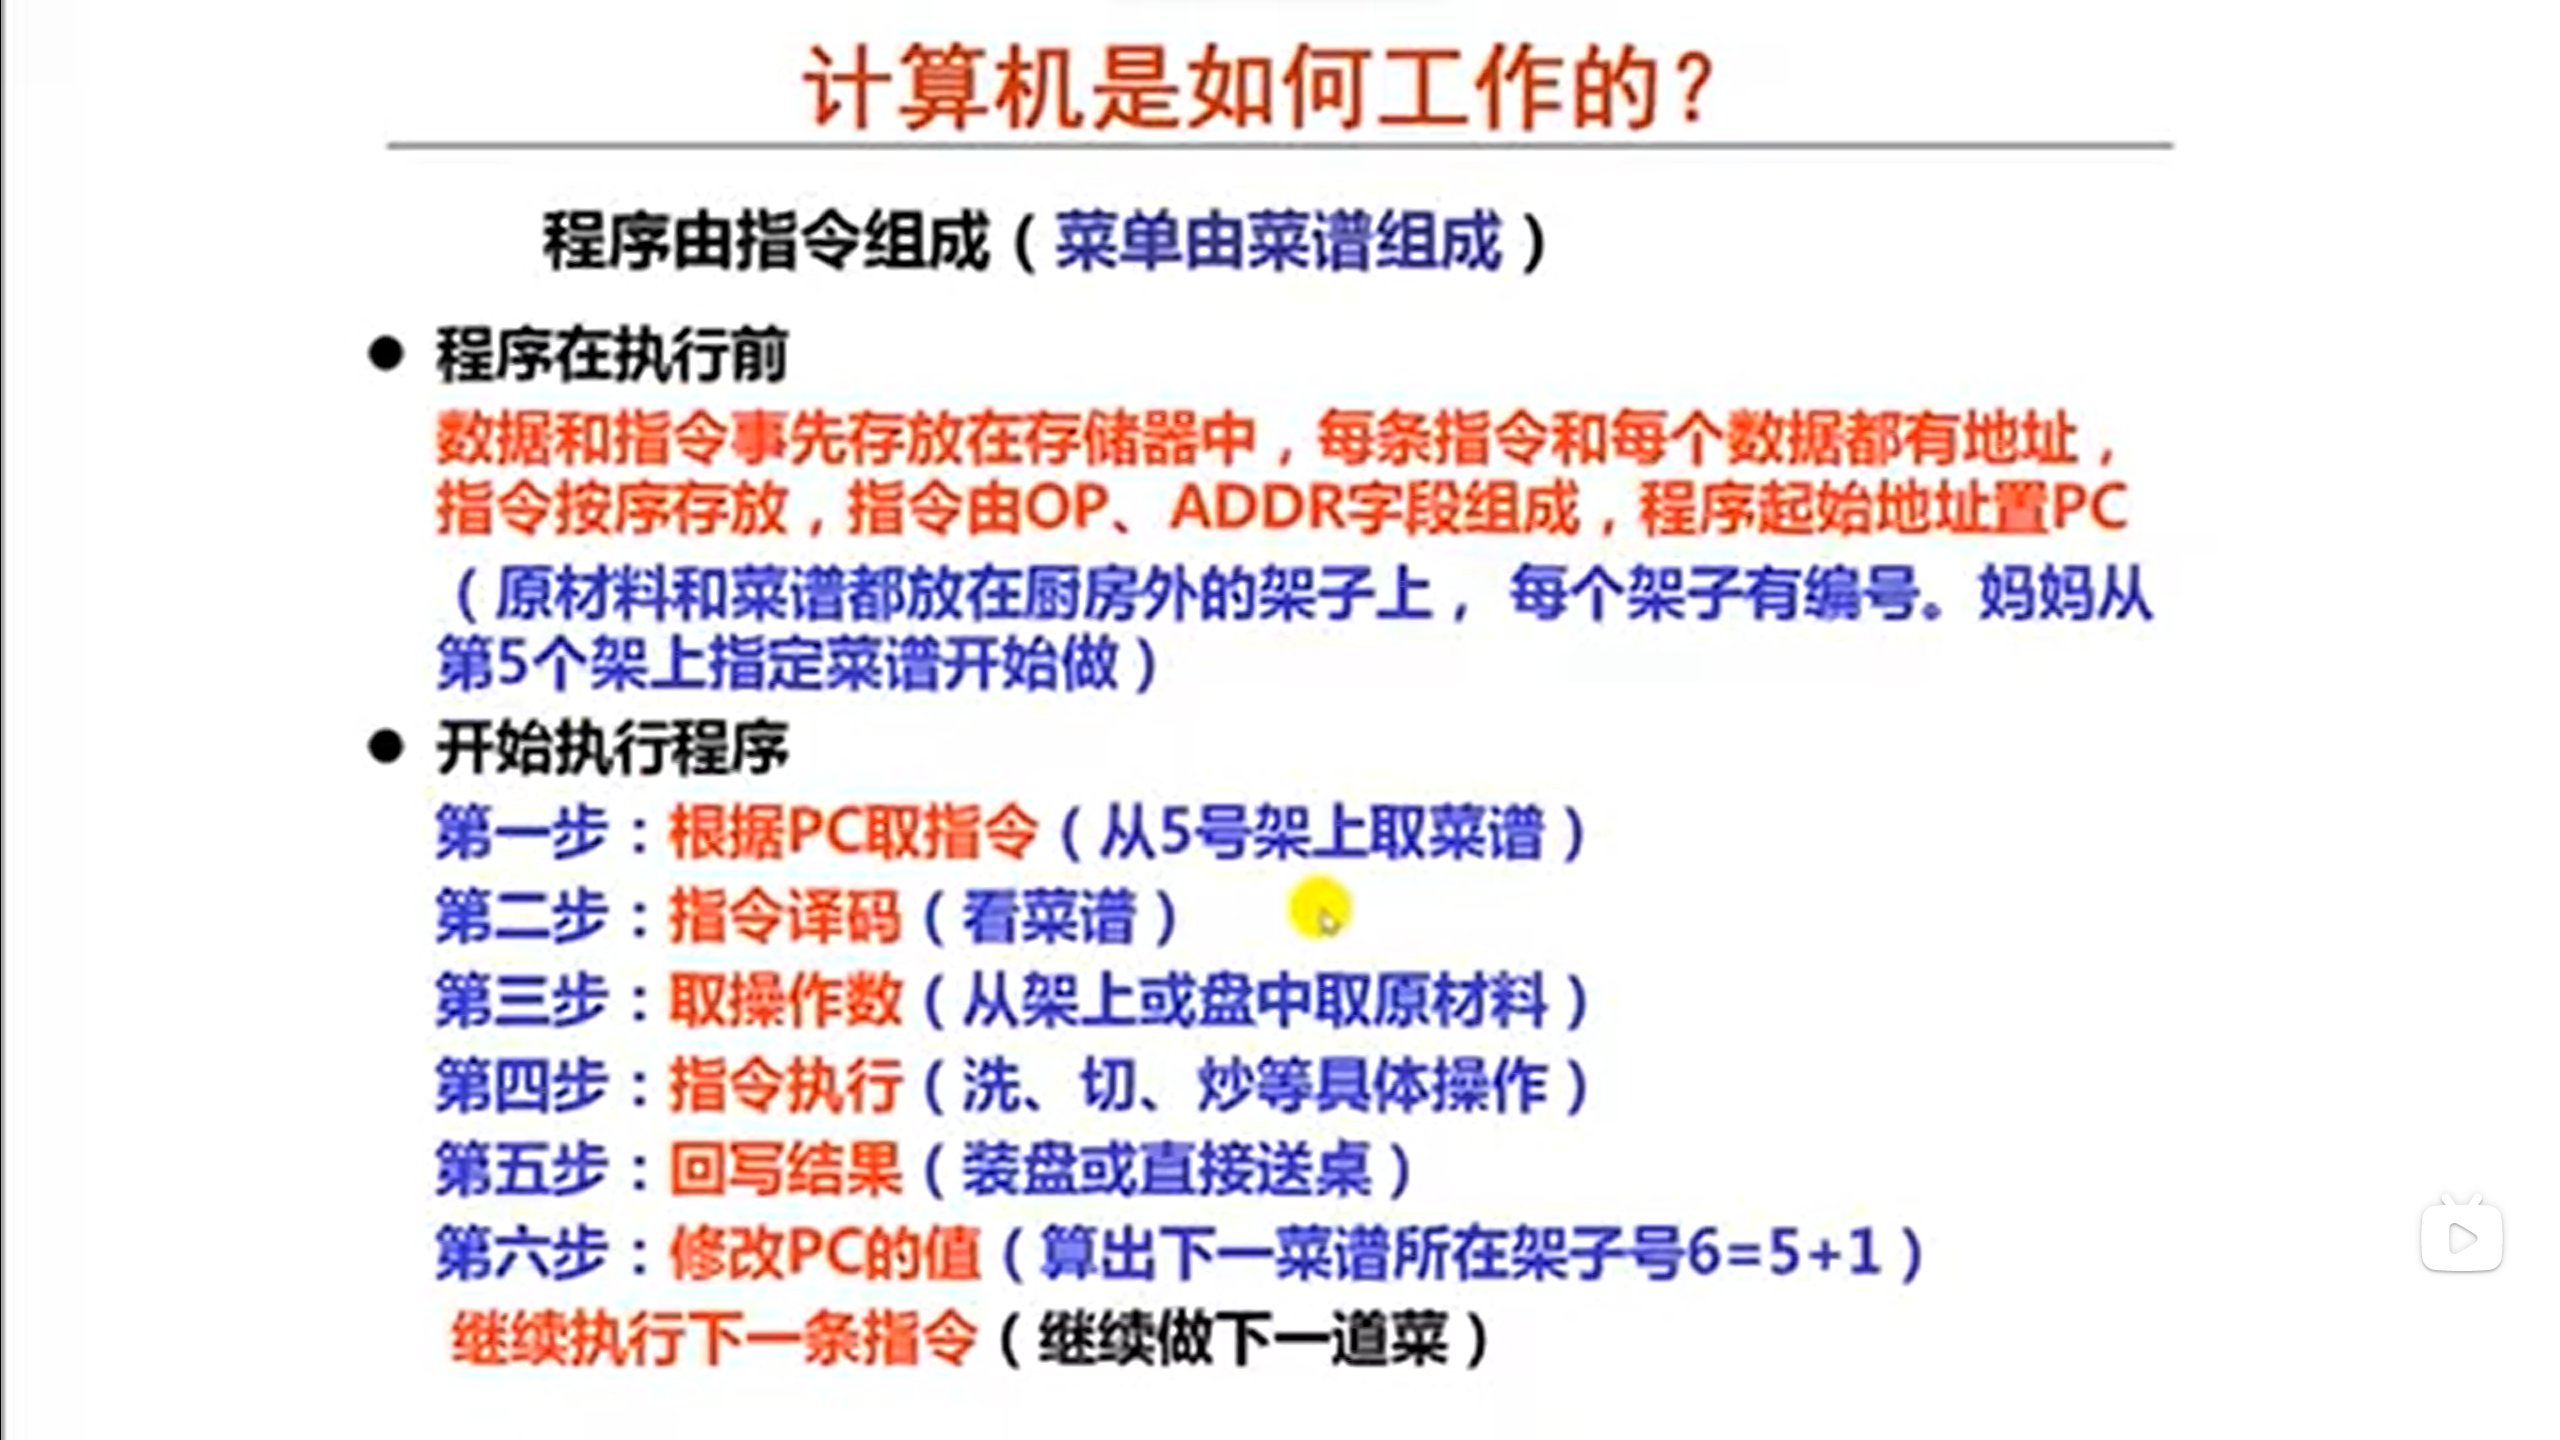 计算机是如何工作的？
程序由指令组成（菜单由菜谱组成）
● 程序在执行前
数据和指令事先存放在存储器中，每条指令和每个数据都有地址，
指令按序存放，指令由OP、ADDR字段组成，程序起始地址置PC
（原材料和菜谱都放在厨房外的架子上， 每个架子有编号。妈妈从
第5个架上指定菜谱开始做）
● 开始执行程序
第一步：根据PC取指令（从5号架上取菜谱）
第二步：指令译码（看菜谱）
第三步：取操作数（从架上或盘中取原材料）
第四步：指令执行（洗、切、炒等具体操作）
第五步：回写结果（装盘或直接送桌）
第六步：修改PC的值（算出下一菜谱所在架子号6=5+1）
继续执行下一条指令（继续做下一道菜）